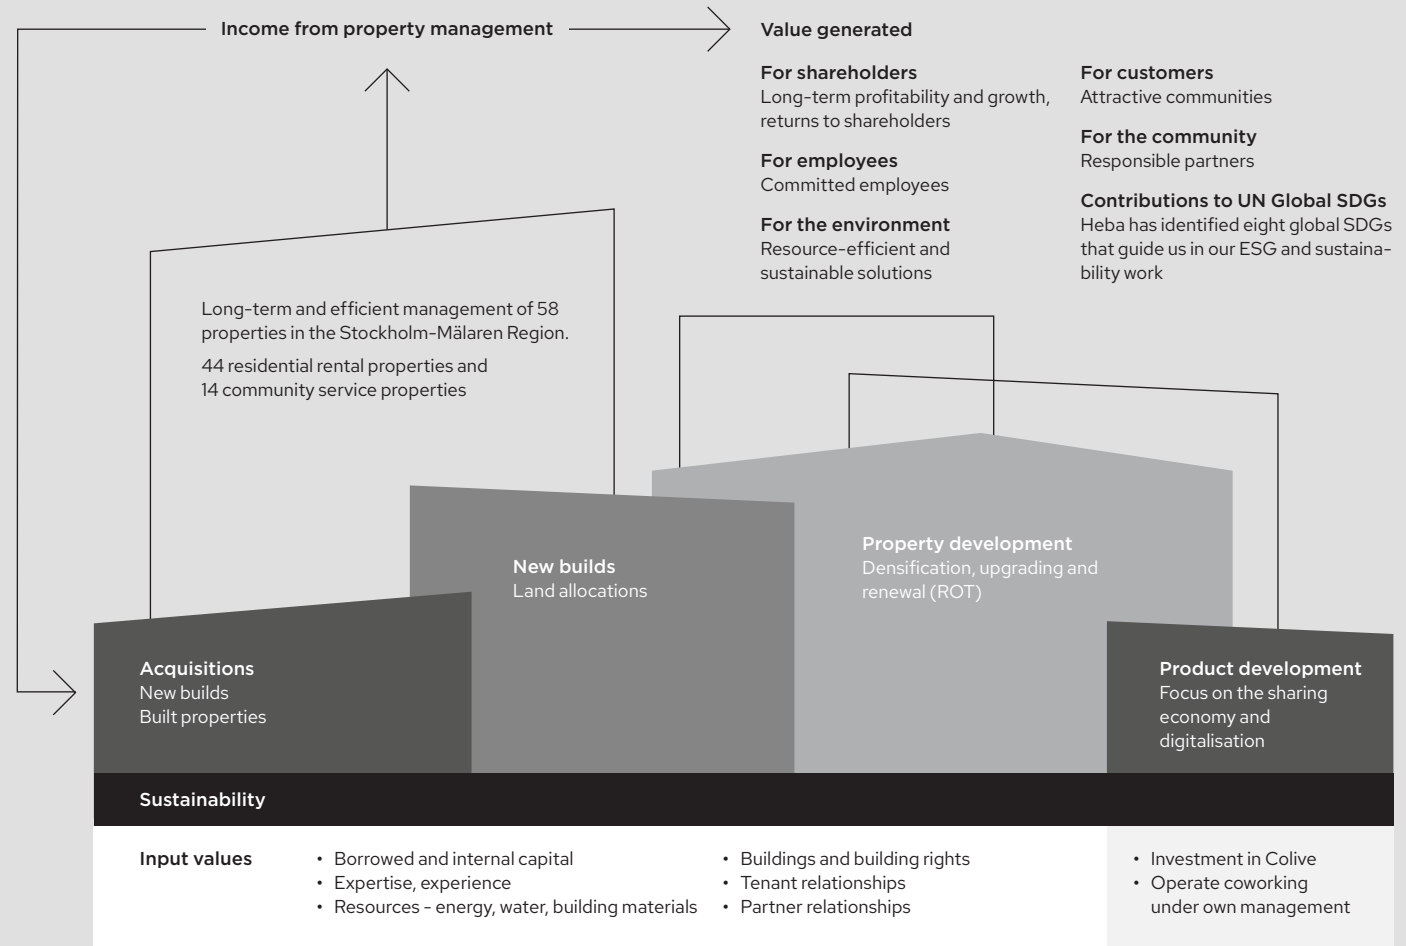 Income from property management
Value generated
For shareholders
Long-term profitability and growth,
returns to shareholders
For employees
Committed employees
For the environment
Resource-efficient and
sustainable solutions
For customers
Attractive communities
For the community
Responsible partners
Contributions to UN Global SDGs
Heba has identified eight global SDGs
that guide us in our ESG and sustaina-
bility work
Long-term and efficient management of 58
properties in the Stockholm-Mälaren Region.
44 residential rental properties and
14 community service properties
Acquisitions
New builds
Built properties
New builds
Land allocations
Property development
Densification, upgrading and
renewal (ROT)
Product development
Focus on the sharing
economy and
digitalisation
Sustainability
Input values
• Borrowed and internal capital
• Expertise, experience
• Resources - energy, water, building materials
• Buildings and building rights
• Tenant relationships
• Partner relationships
• Investment in Colive
• Operate coworking
under own management